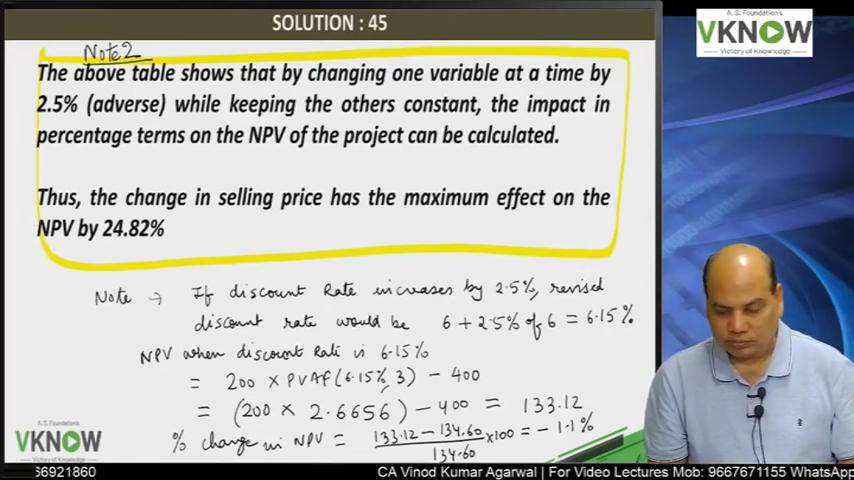 SOLUTION : 45
A. S. Foundation's
VKNOW
Victory of Knowledge
Note 2
The above table shows that by changing one variable at a time by
2.5% (adverse) while keeping the others constant, the impact in
percentage terms on the NPV of the project can be calculated.
Thus, the change in selling price has the maximum effect on the
NPV by 24.82%
Note → If discount Rate increases by 2.5%, revised
discount rate would be 6 + 2.5% of 6 = 6.15%
NPV when discount Rate is 6.15%
= 200 × PVAF (6.15%, 3) - 400
= (200 × 2.6656) - 400 = 133.12
% change in NPV = 133.12 - 134.60 / 134.60 × 100 = - 1.1%
A. S. Foundation's
VKNOW
Victory of Knowledge
66921860 CA Vinod Kumar Agarwal | For Video Lectures Mob: 9667671155 WhatsApp